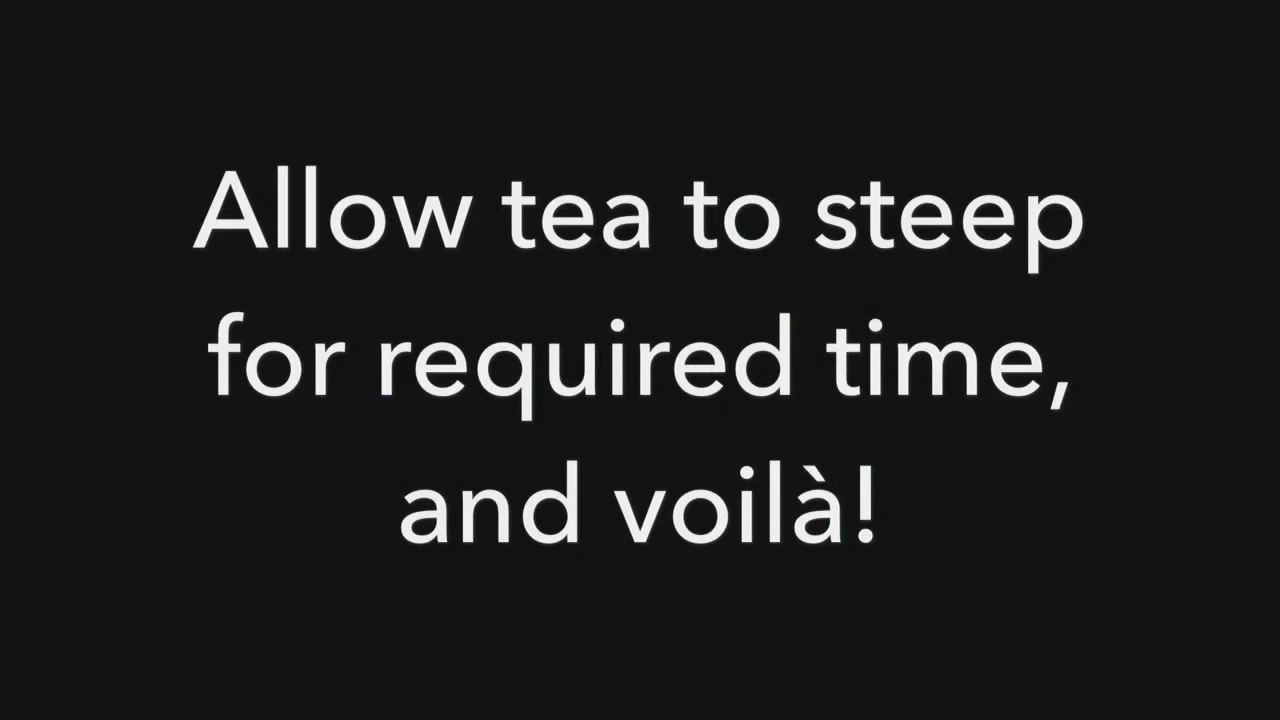 Allow tea to steep
for required time,
and voilà!